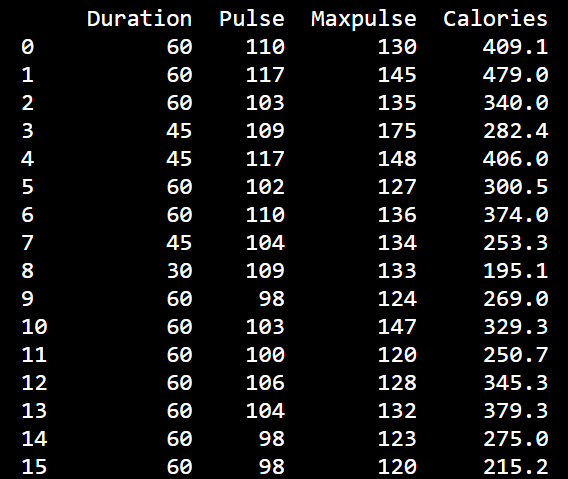 Duration Pulse Maxpulse Calories
0 60 110 130 409.1
1 60 117 145 479.0
2 60 103 135 340.0
3 45 109 175 282.4
4 45 117 148 406.0
5 60 102 127 300.5
6 60 110 136 374.0
7 45 104 134 253.3
8 30 109 133 195.1
9 60 98 124 269.0
10 60 103 147 329.3
11 60 100 120 250.7
12 60 106 128 345.3
13 60 104 132 379.3
14 60 98 123 275.0
15 60 98 120 215.2